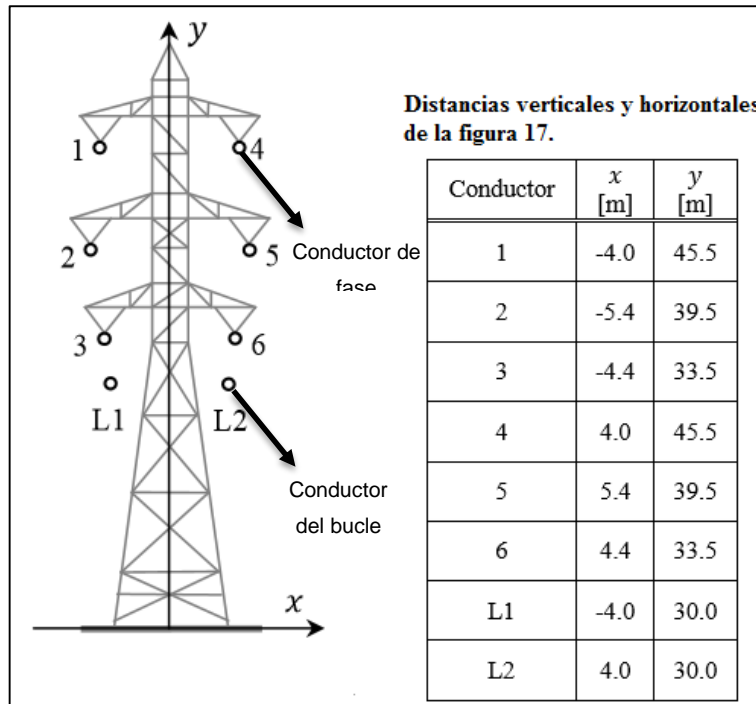 y
1
4
2
5
3
6
L1
L2
x
Conductor de
fase
Conductor
del bucle
Distancias verticales y horizontales
de la figura 17.
Conductor x y
[m] [m]
1 -4.0 45.5
2 -5.4 39.5
3 -4.4 33.5
4 4.0 45.5
5 5.4 39.5
6 4.4 33.5
L1 -4.0 30.0
L2 4.0 30.0